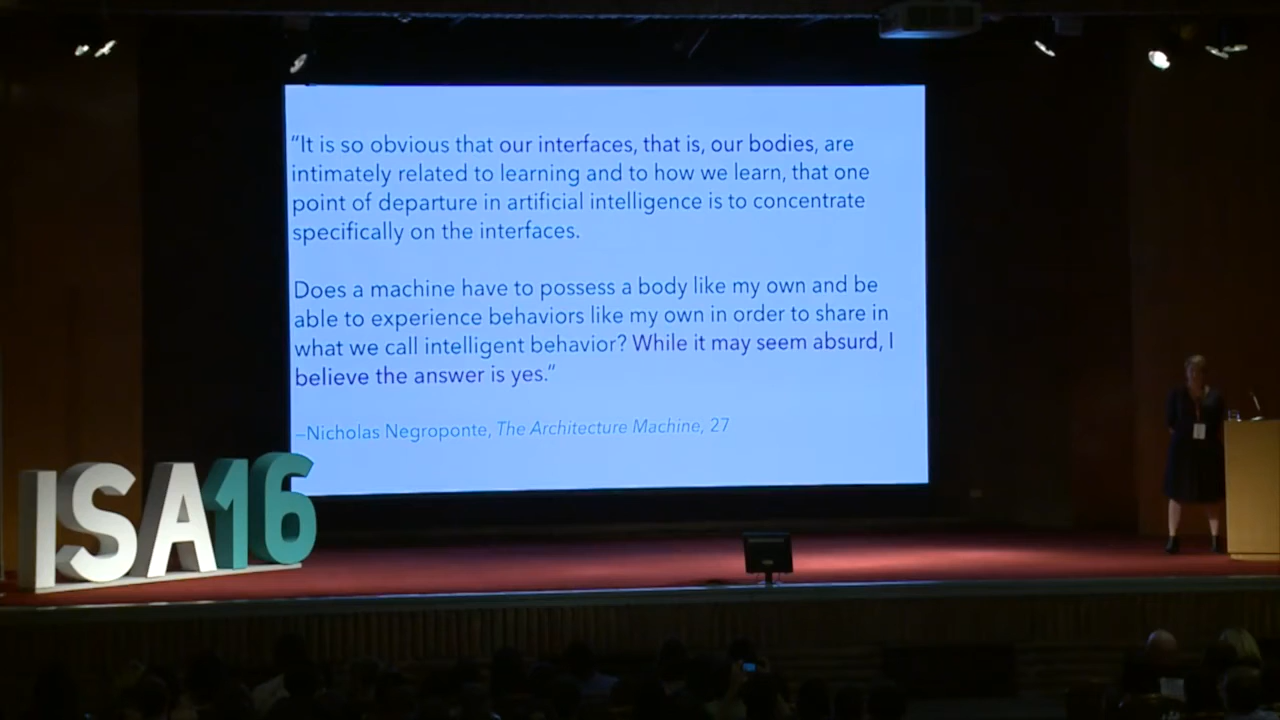 “It is so obvious that our interfaces, that is, our bodies, are
intimately related to learning and to how we learn, that one
point of departure in artificial intelligence is to concentrate
specifically on the interfaces.
Does a machine have to possess a body like my own and be
able to experience behaviors like my own in order to share in
what we call intelligent behavior? While it may seem absurd, I
believe the answer is yes.”
—Nicholas Negroponte, The Architecture Machine, 27
ISA16